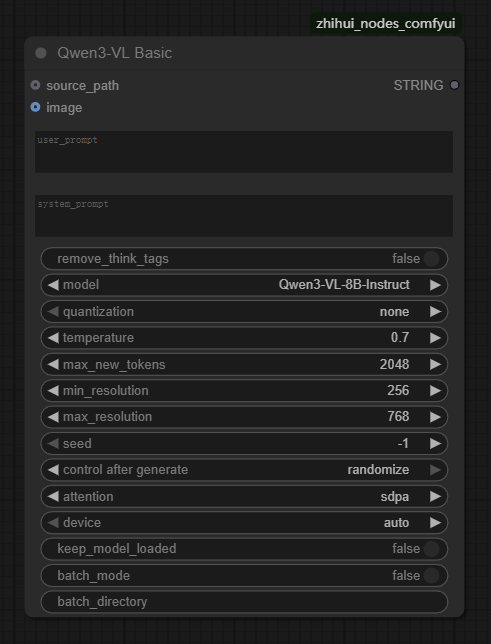 zhihui_nodes_comfyui
Qwen3-VL Basic
source_path STRING
image
user_prompt
system_prompt
remove_think_tags false
model Qwen3-VL-8B-Instruct
quantization none
temperature 0.7
max_new_tokens 2048
min_resolution 256
max_resolution 768
seed -1
control after generate randomize
attention sdpa
device auto
keep_model_loaded false
batch_mode false
batch_directory